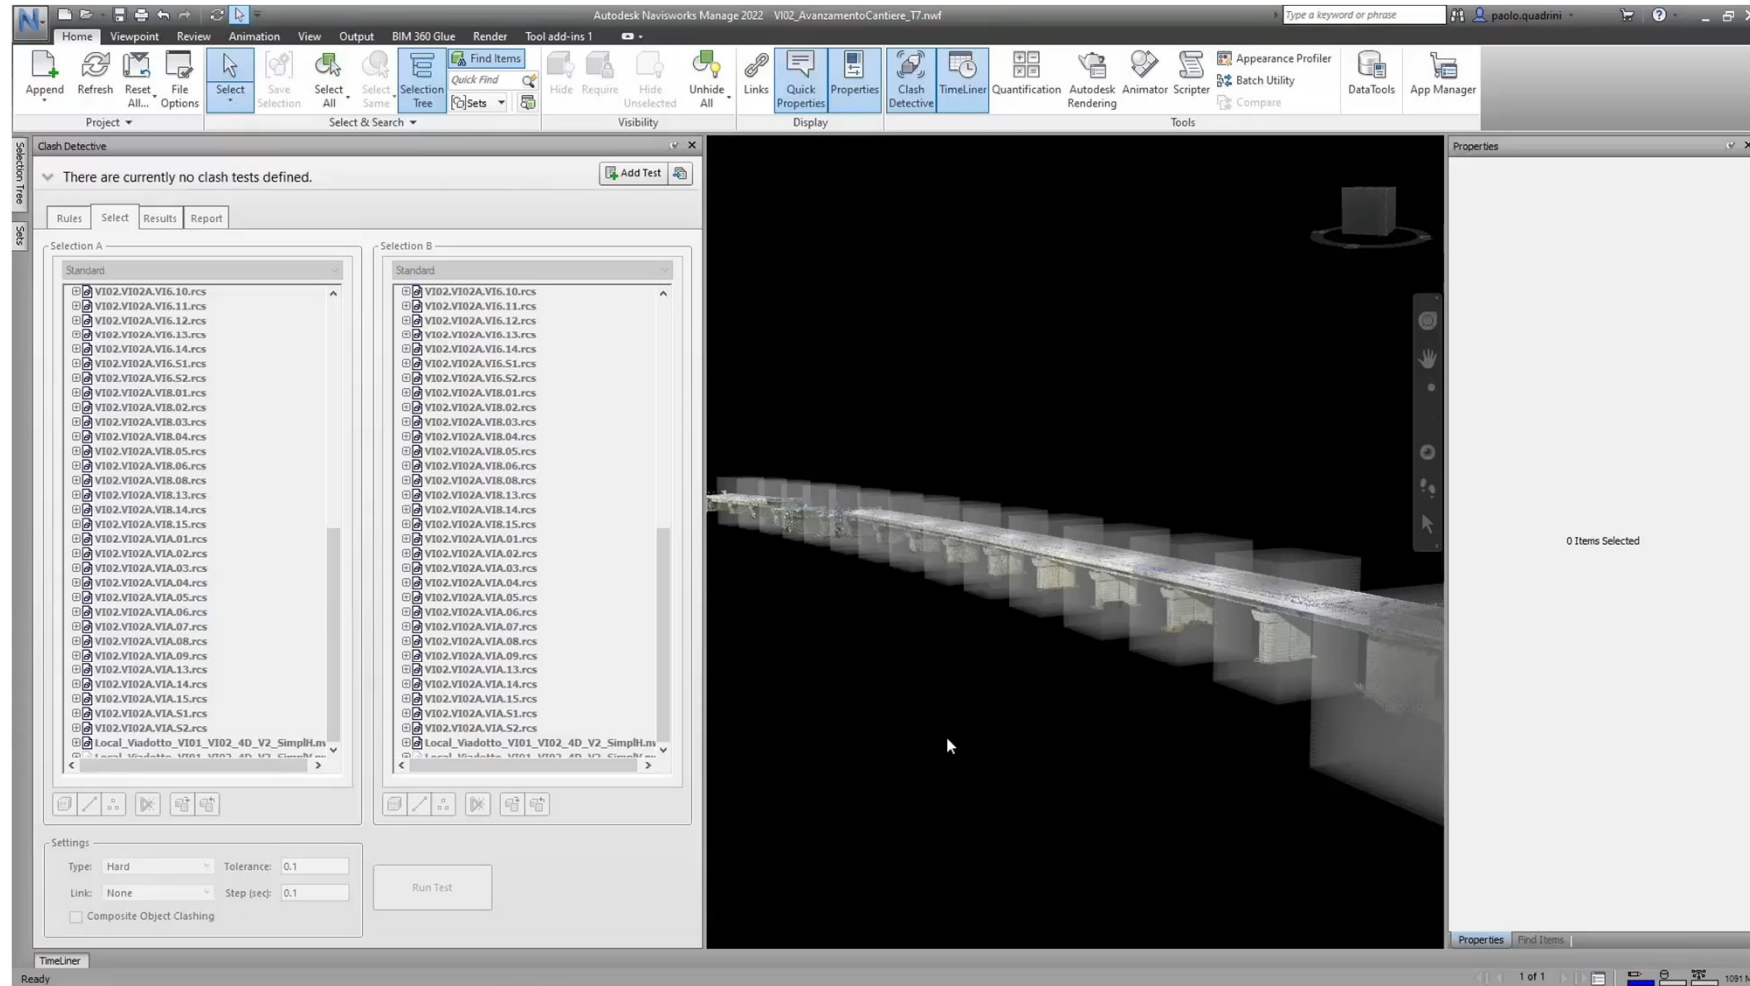 Autodesk Navisworks Manage 2022 VI02_AvanzamentoCantiere_T7.nwf
Type a keyword or phrase
paolo.quadrini
Home Viewpoint Review Animation View Output BIM 360 Glue Render Tool add-ins 1
Append
Refresh
Reset All...
File Options
Project
Select
Save Selection
Select All
Select Same
Selection Tree
Find Items
Quick Find
Sets
Select & Search
Hide
Require
Hide Unselected
Unhide All
Visibility
Links
Quick Properties
Properties
Display
Clash Detective
TimeLiner
Quantification
Autodesk Rendering
Animator
Scripter
Appearance Profiler
Batch Utility
Compare
Tools
DataTools
App Manager
Selection Tree
Sets
Clash Detective
There are currently no clash tests defined.
Add Test
Rules Select Results Report
Selection A
Standard
VI02.VI02A.VI6.10.rcs
VI02.VI02A.VI6.11.rcs
VI02.VI02A.VI6.12.rcs
VI02.VI02A.VI6.13.rcs
VI02.VI02A.VI6.14.rcs
VI02.VI02A.VI6.S1.rcs
VI02.VI02A.VI6.S2.rcs
VI02.VI02A.VI8.01.rcs
VI02.VI02A.VI8.02.rcs
VI02.VI02A.VI8.03.rcs
VI02.VI02A.VI8.04.rcs
VI02.VI02A.VI8.05.rcs
VI02.VI02A.VI8.06.rcs
VI02.VI02A.VI8.08.rcs
VI02.VI02A.VI8.13.rcs
VI02.VI02A.VI8.14.rcs
VI02.VI02A.VI8.15.rcs
VI02.VI02A.VIA.01.rcs
VI02.VI02A.VIA.02.rcs
VI02.VI02A.VIA.03.rcs
VI02.VI02A.VIA.04.rcs
VI02.VI02A.VIA.05.rcs
VI02.VI02A.VIA.06.rcs
VI02.VI02A.VIA.07.rcs
VI02.VI02A.VIA.08.rcs
VI02.VI02A.VIA.09.rcs
VI02.VI02A.VIA.13.rcs
VI02.VI02A.VIA.14.rcs
VI02.VI02A.VIA.15.rcs
VI02.VI02A.VIA.S1.rcs
VI02.VI02A.VIA.S2.rcs
Local_Viadotto_VI01_VI02_4D_V2_SimplH.
Selection B
Standard
VI02.VI02A.VI6.10.rcs
VI02.VI02A.VI6.11.rcs
VI02.VI02A.VI6.12.rcs
VI02.VI02A.VI6.13.rcs
VI02.VI02A.VI6.14.rcs
VI02.VI02A.VI6.S1.rcs
VI02.VI02A.VI6.S2.rcs
VI02.VI02A.VI8.01.rcs
VI02.VI02A.VI8.02.rcs
VI02.VI02A.VI8.03.rcs
VI02.VI02A.VI8.04.rcs
VI02.VI02A.VI8.05.rcs
VI02.VI02A.VI8.06.rcs
VI02.VI02A.VI8.08.rcs
VI02.VI02A.VI8.13.rcs
VI02.VI02A.VI8.14.rcs
VI02.VI02A.VI8.15.rcs
VI02.VI02A.VIA.01.rcs
VI02.VI02A.VIA.02.rcs
VI02.VI02A.VIA.03.rcs
VI02.VI02A.VIA.04.rcs
VI02.VI02A.VIA.05.rcs
VI02.VI02A.VIA.06.rcs
VI02.VI02A.VIA.07.rcs
VI02.VI02A.VIA.08.rcs
VI02.VI02A.VIA.09.rcs
VI02.VI02A.VIA.13.rcs
VI02.VI02A.VIA.14.rcs
VI02.VI02A.VIA.15.rcs
VI02.VI02A.VIA.S1.rcs
VI02.VI02A.VIA.S2.rcs
Local_Viadotto_VI01_VI02_4D_V2_SimplH.
Settings
Type: Hard Tolerance: 0.1
Link: None Step (sec): 0.1
Composite Object Clashing
Run Test
Properties
0 Items Selected
Properties Find Items
TimeLiner
Ready
1 of 1
1091 M